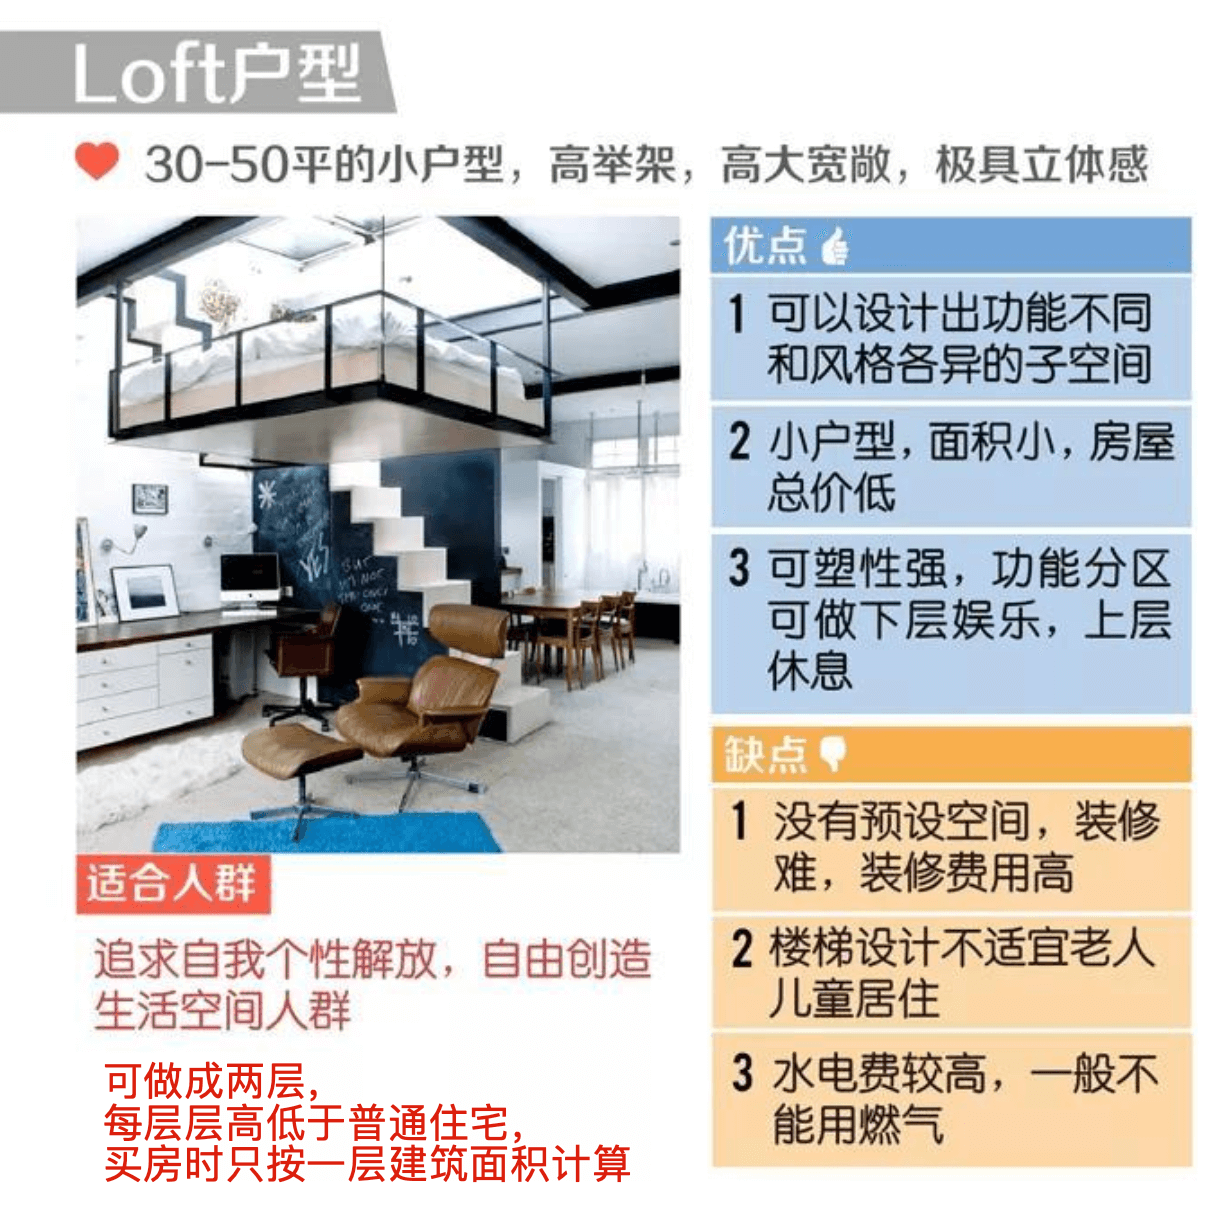 Loft户型
30-50平的小户型，高举架，高大宽敞，极具立体感
优点
1 可以设计出功能不同
和风格各异的子空间
2 小户型，面积小，房屋
总价低
3 可塑性强，功能分区
可做下层娱乐，上层
休息
缺点
1 没有预设空间，装修
难，装修费用高
2 楼梯设计不适宜老人
儿童居住
3 水电费较高，一般不
能用燃气
YES
BUT
I'M NOT
THE ONLY
ONE
适合人群
追求自我个性解放，自由创造
生活空间人群
可做成两层，
每层层高低于普通住宅，
买房时只按一层建筑面积计算